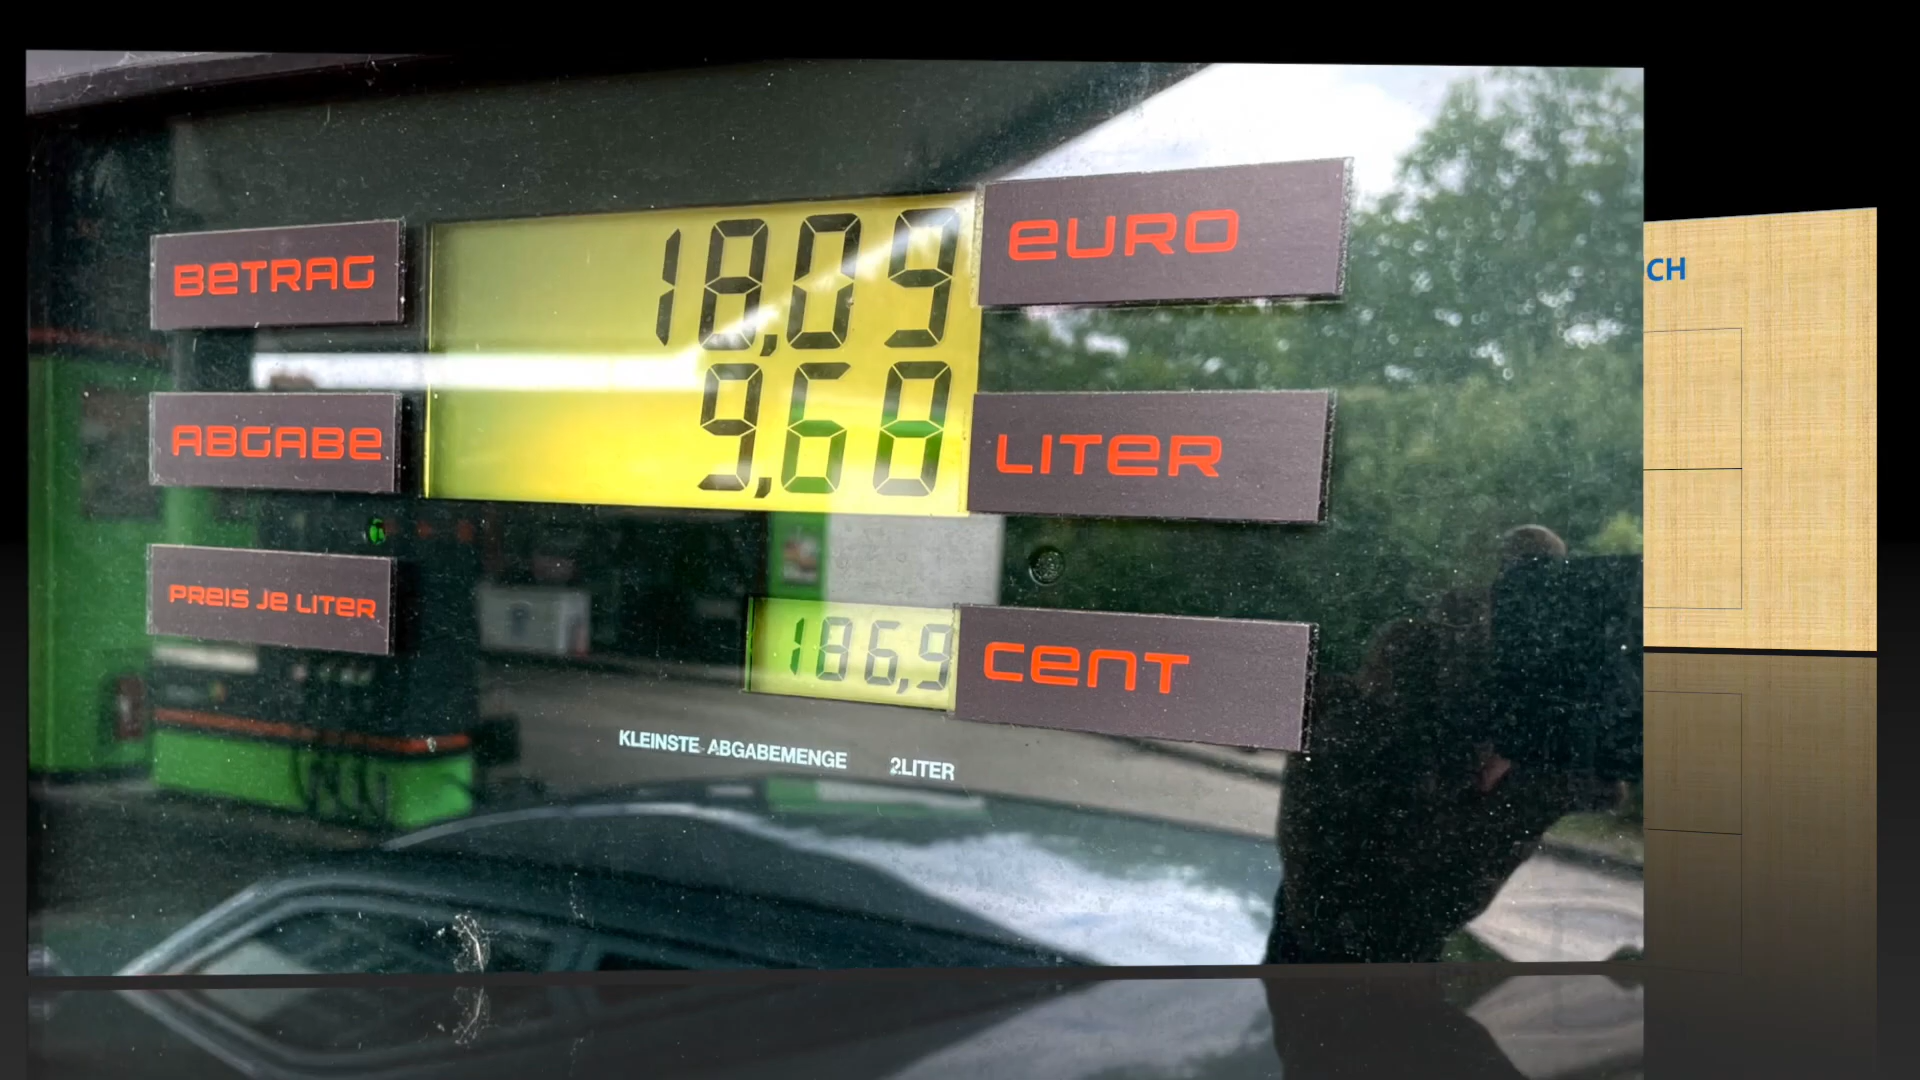 BETRAG 18,09 EURO
ABGABE 9,68 LITER
PREIS JE LITER 186,9 CENT
KLEINSTE ABGABEMENGE 2LITER
CH